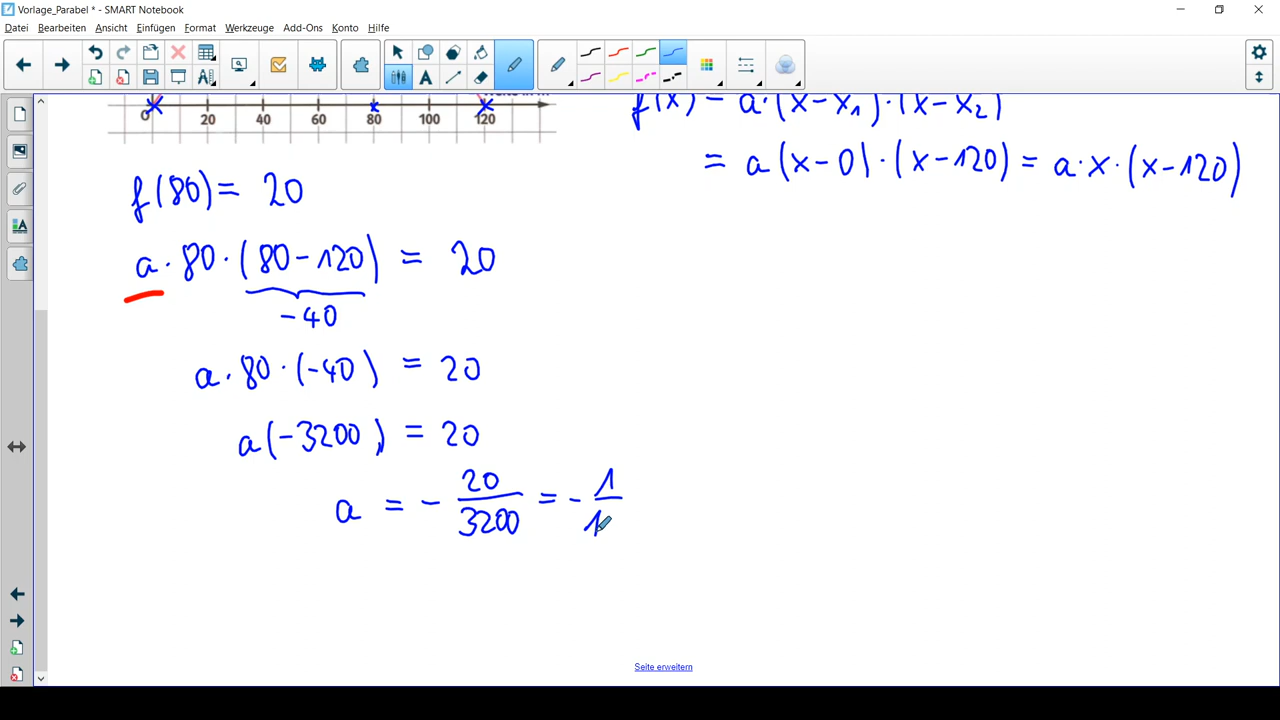 Vorlage_Parabel * - SMART Notebook
Datei Bearbeiten Ansicht Einfügen Format Werkzeuge Add-Ons Konto Hilfe
0 20 40 60 80 100 120
f(x) = a·(x-x₁)·(x-x₂)
= a(x-0)·(x-120) = a·x·(x-120)
f(80) = 20
a·80·(80-120) = 20
-40
a·80·(-40) = 20
a(-3200) = 20
a = - 20/3200 = - 1/1
Seite erweitern